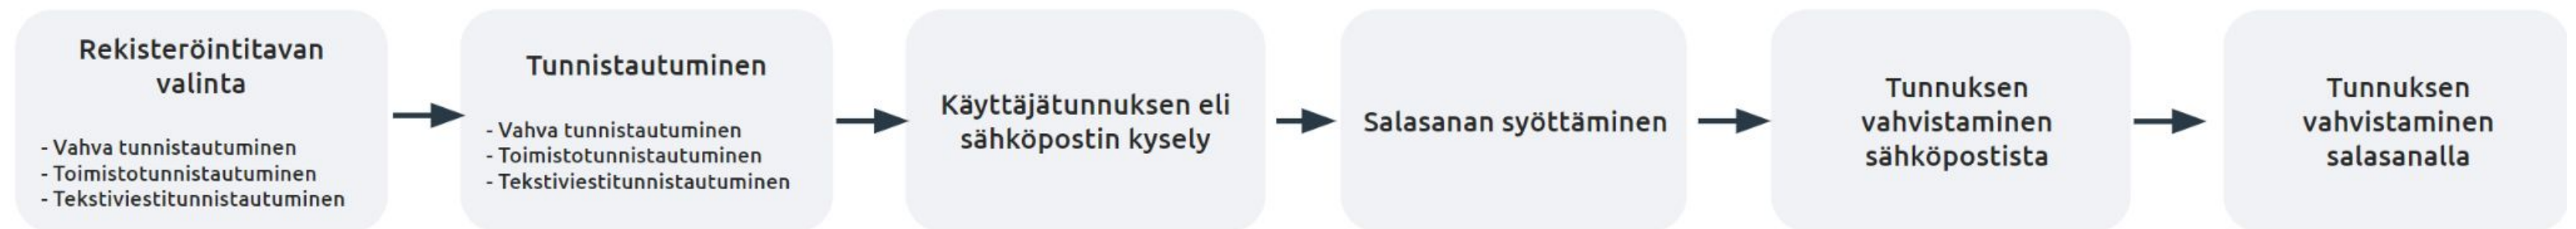 Rekisteröintitavan
valinta
- Vahva tunnistautuminen
- Toimistotunnistautuminen
- Tekstiviestitunnistautuminen
Tunnistautuminen
- Vahva tunnistautuminen
- Toimistotunnistautuminen
- Tekstiviestitunnistautuminen
Käyttäjätunnuksen eli
sähköpostin kysely
Salasanan syöttäminen
Tunnuksen
vahvistaminen
sähköpostista
Tunnuksen
vahvistaminen
salasanalla